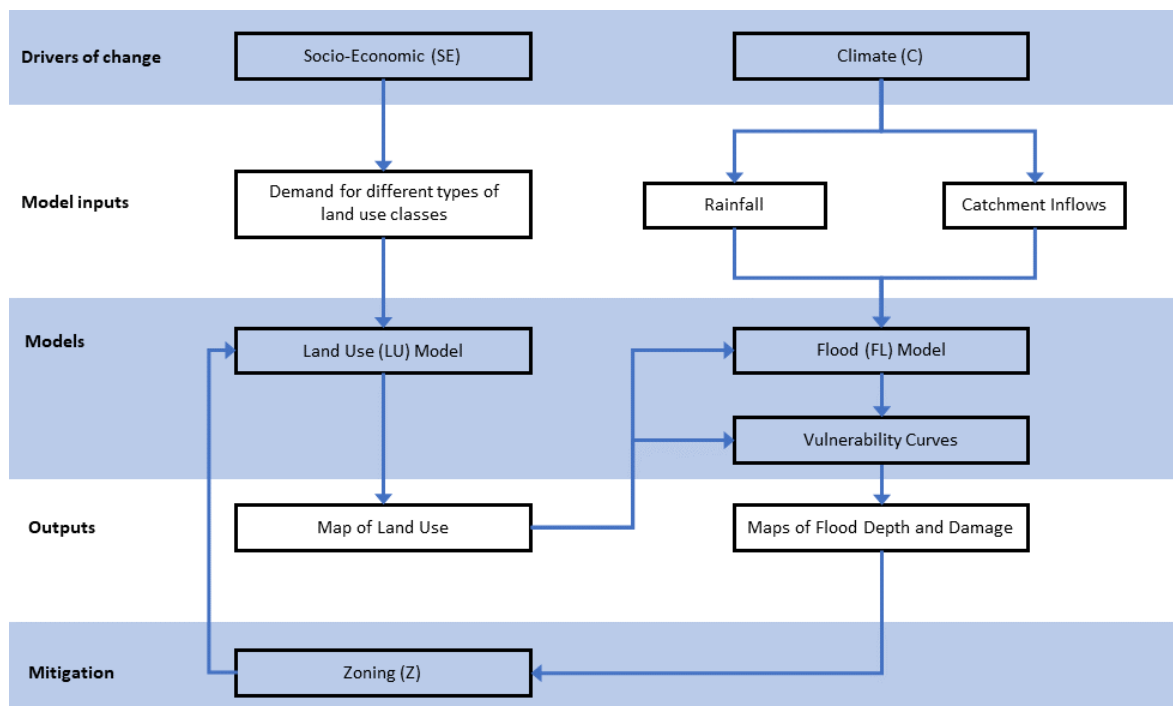 Drivers of change
Socio-Economic (SE)
Climate (C)
Model inputs
Demand for different types of
land use classes
Rainfall
Catchment Inflows
Models
Land Use (LU) Model
Flood (FL) Model
Vulnerability Curves
Outputs
Map of Land Use
Maps of Flood Depth and Damage
Mitigation
Zoning (Z)